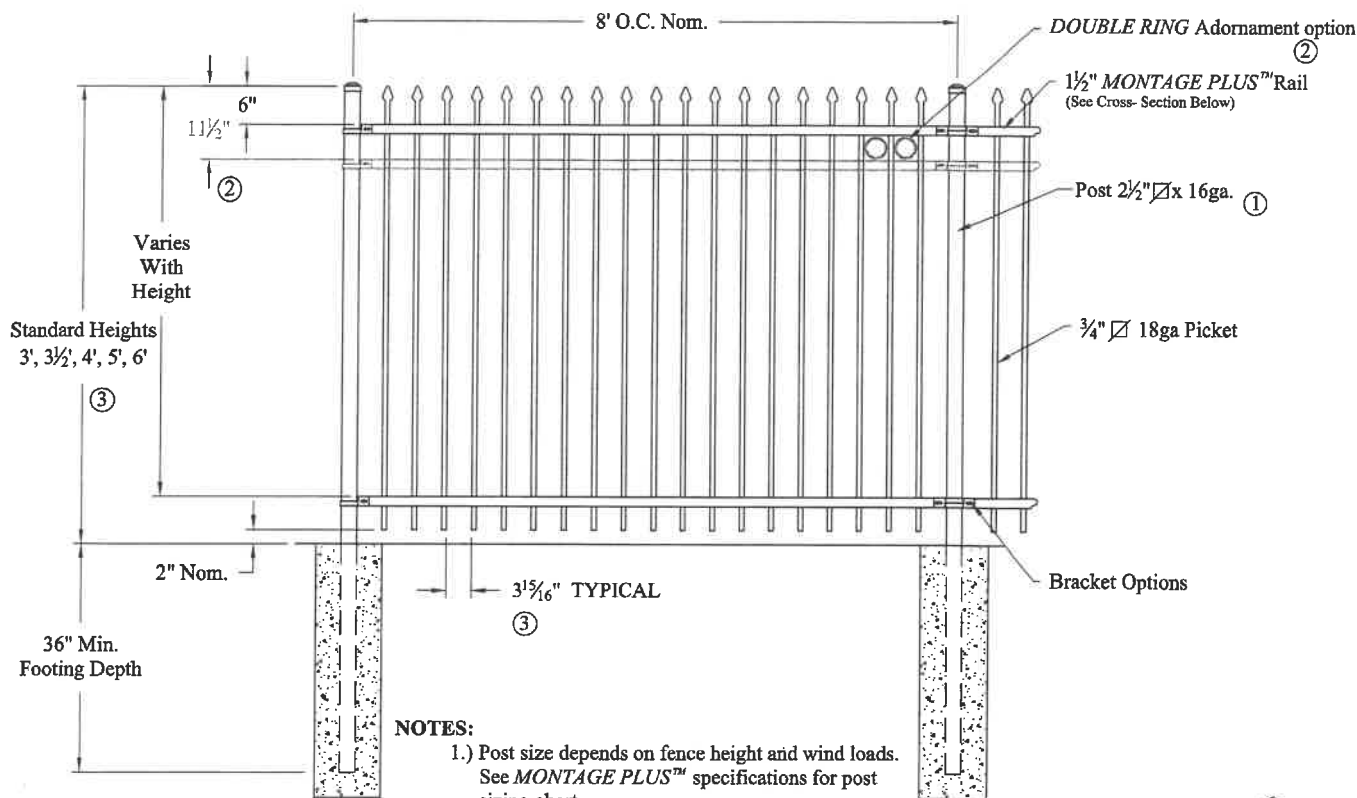 8' O.C. Nom.
DOUBLE RING Adornament option
②
6"
1½" MONTAGE PLUS™ Rail
(See Cross- Section Below)
11½"
②
Post 2½" x 16ga. ①
Varies
With
Height
Standard Heights
3', 3½', 4', 5', 6'
③
¾" 18ga Picket
2" Nom.
3¹⁵⁄₁₆" TYPICAL
③
Bracket Options
36" Min.
Footing Depth
NOTES:
1.) Post size depends on fence height and wind loads.
See MONTAGE PLUS™ specifications for post
sizing chart